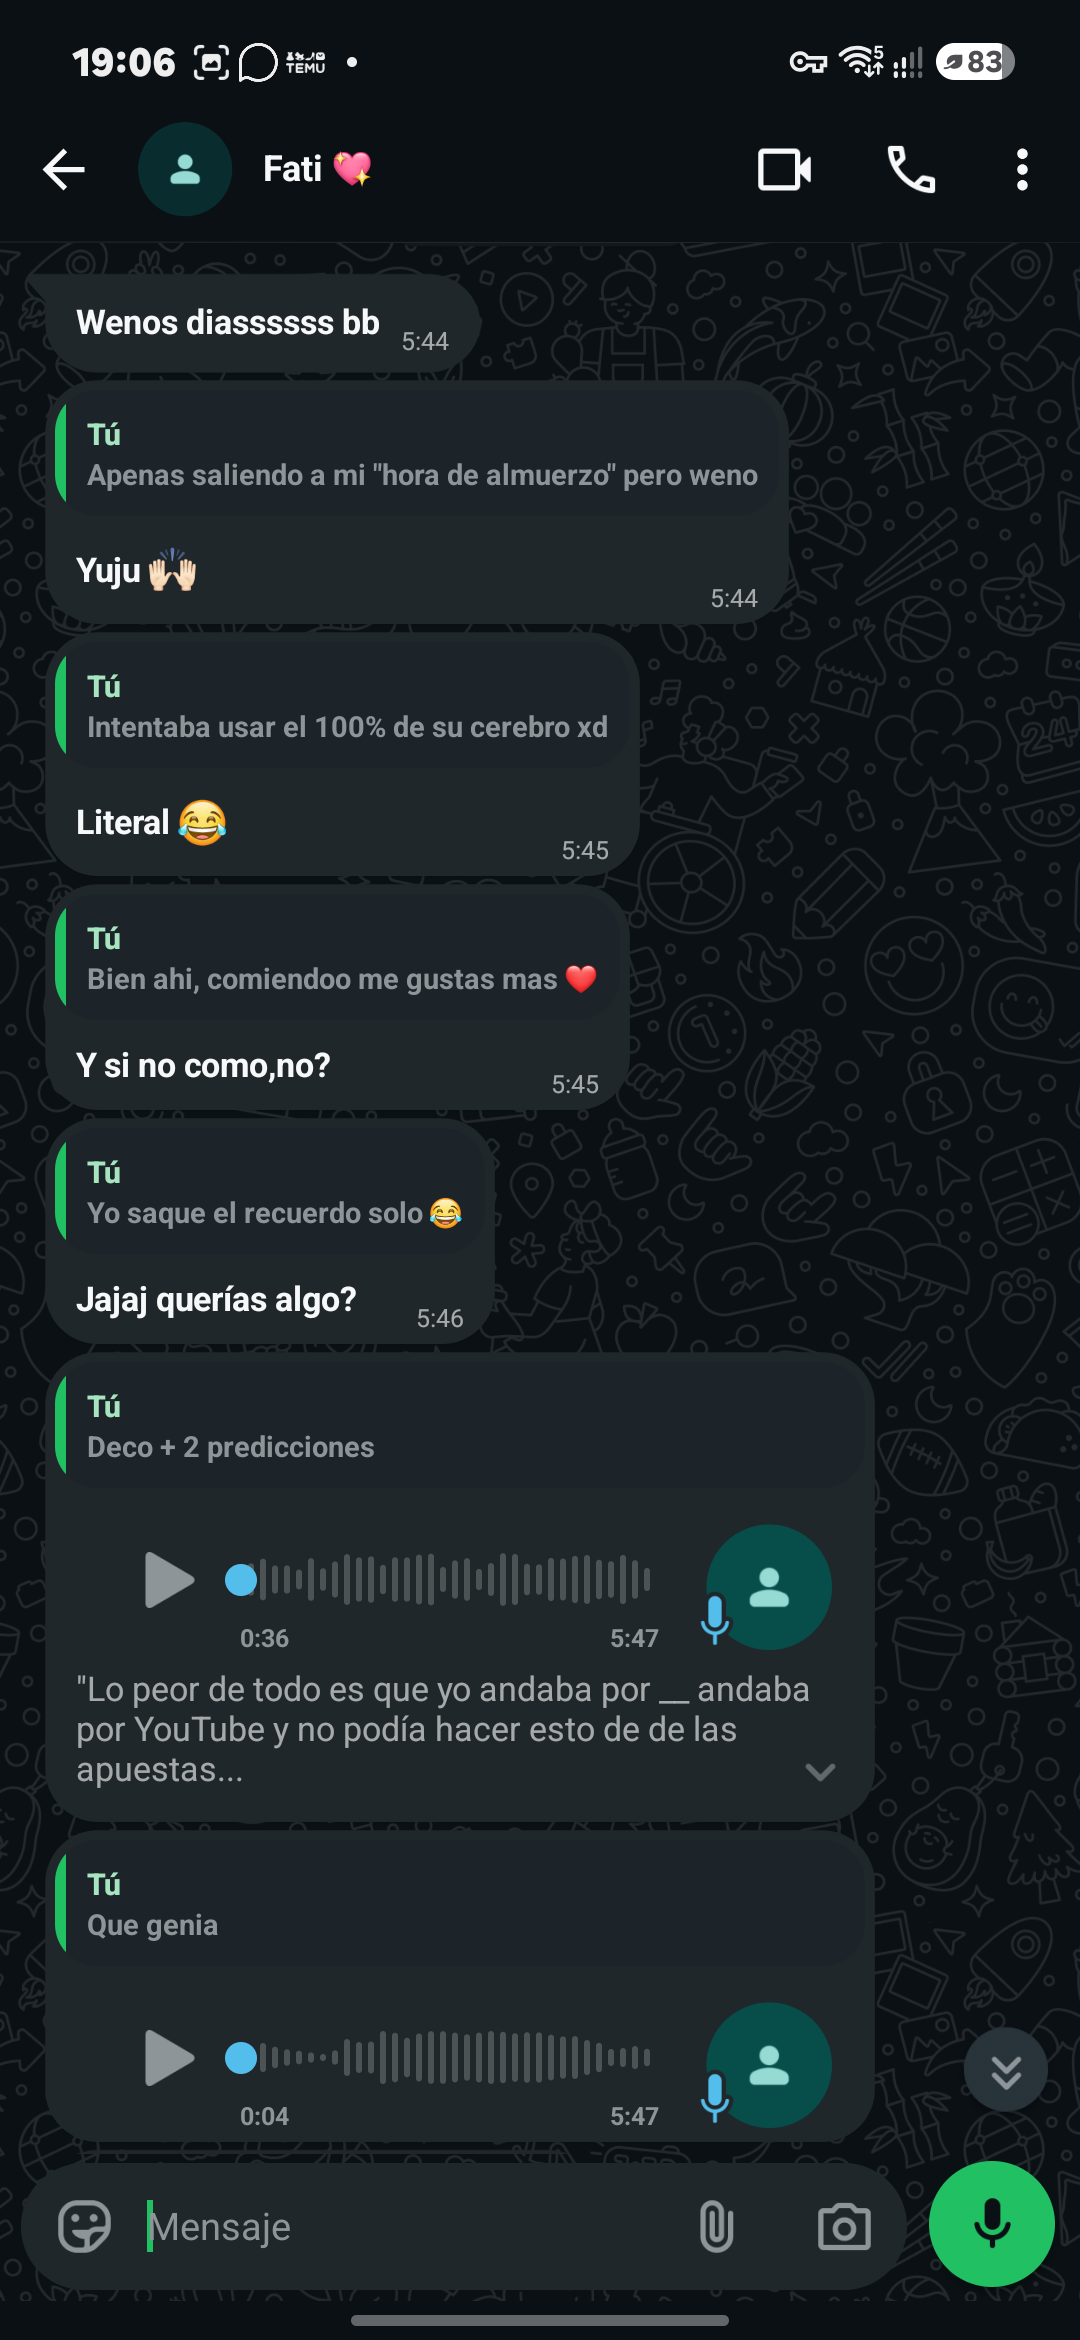 19:06
TEMU
5
83
Fati 💖
Wenos diassssss bb
5:44
Tú
Apenas saliendo a mi "hora de almuerzo" pero weno
Yuju 🙌🏻
5:44
Tú
Intentaba usar el 100% de su cerebro xd
Literal 😂
5:45
Tú
Bien ahi, comiendoo me gustas mas ❤️
Y si no como,no?
5:45
Tú
Yo saque el recuerdo solo 😂
Jajaj querías algo?
5:46
Tú
Deco + 2 predicciones
0:36
5:47
"Lo peor de todo es que yo andaba por __ andaba
por YouTube y no podía hacer esto de de las
apuestas...
Tú
Que genia
0:04
5:47
Mensaje